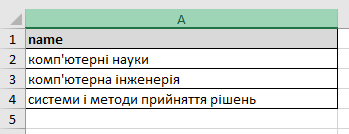 A
1 name
2 комп'ютерні науки
3 комп'ютерна інженерія
4 системи і методи прийняття рішень
5